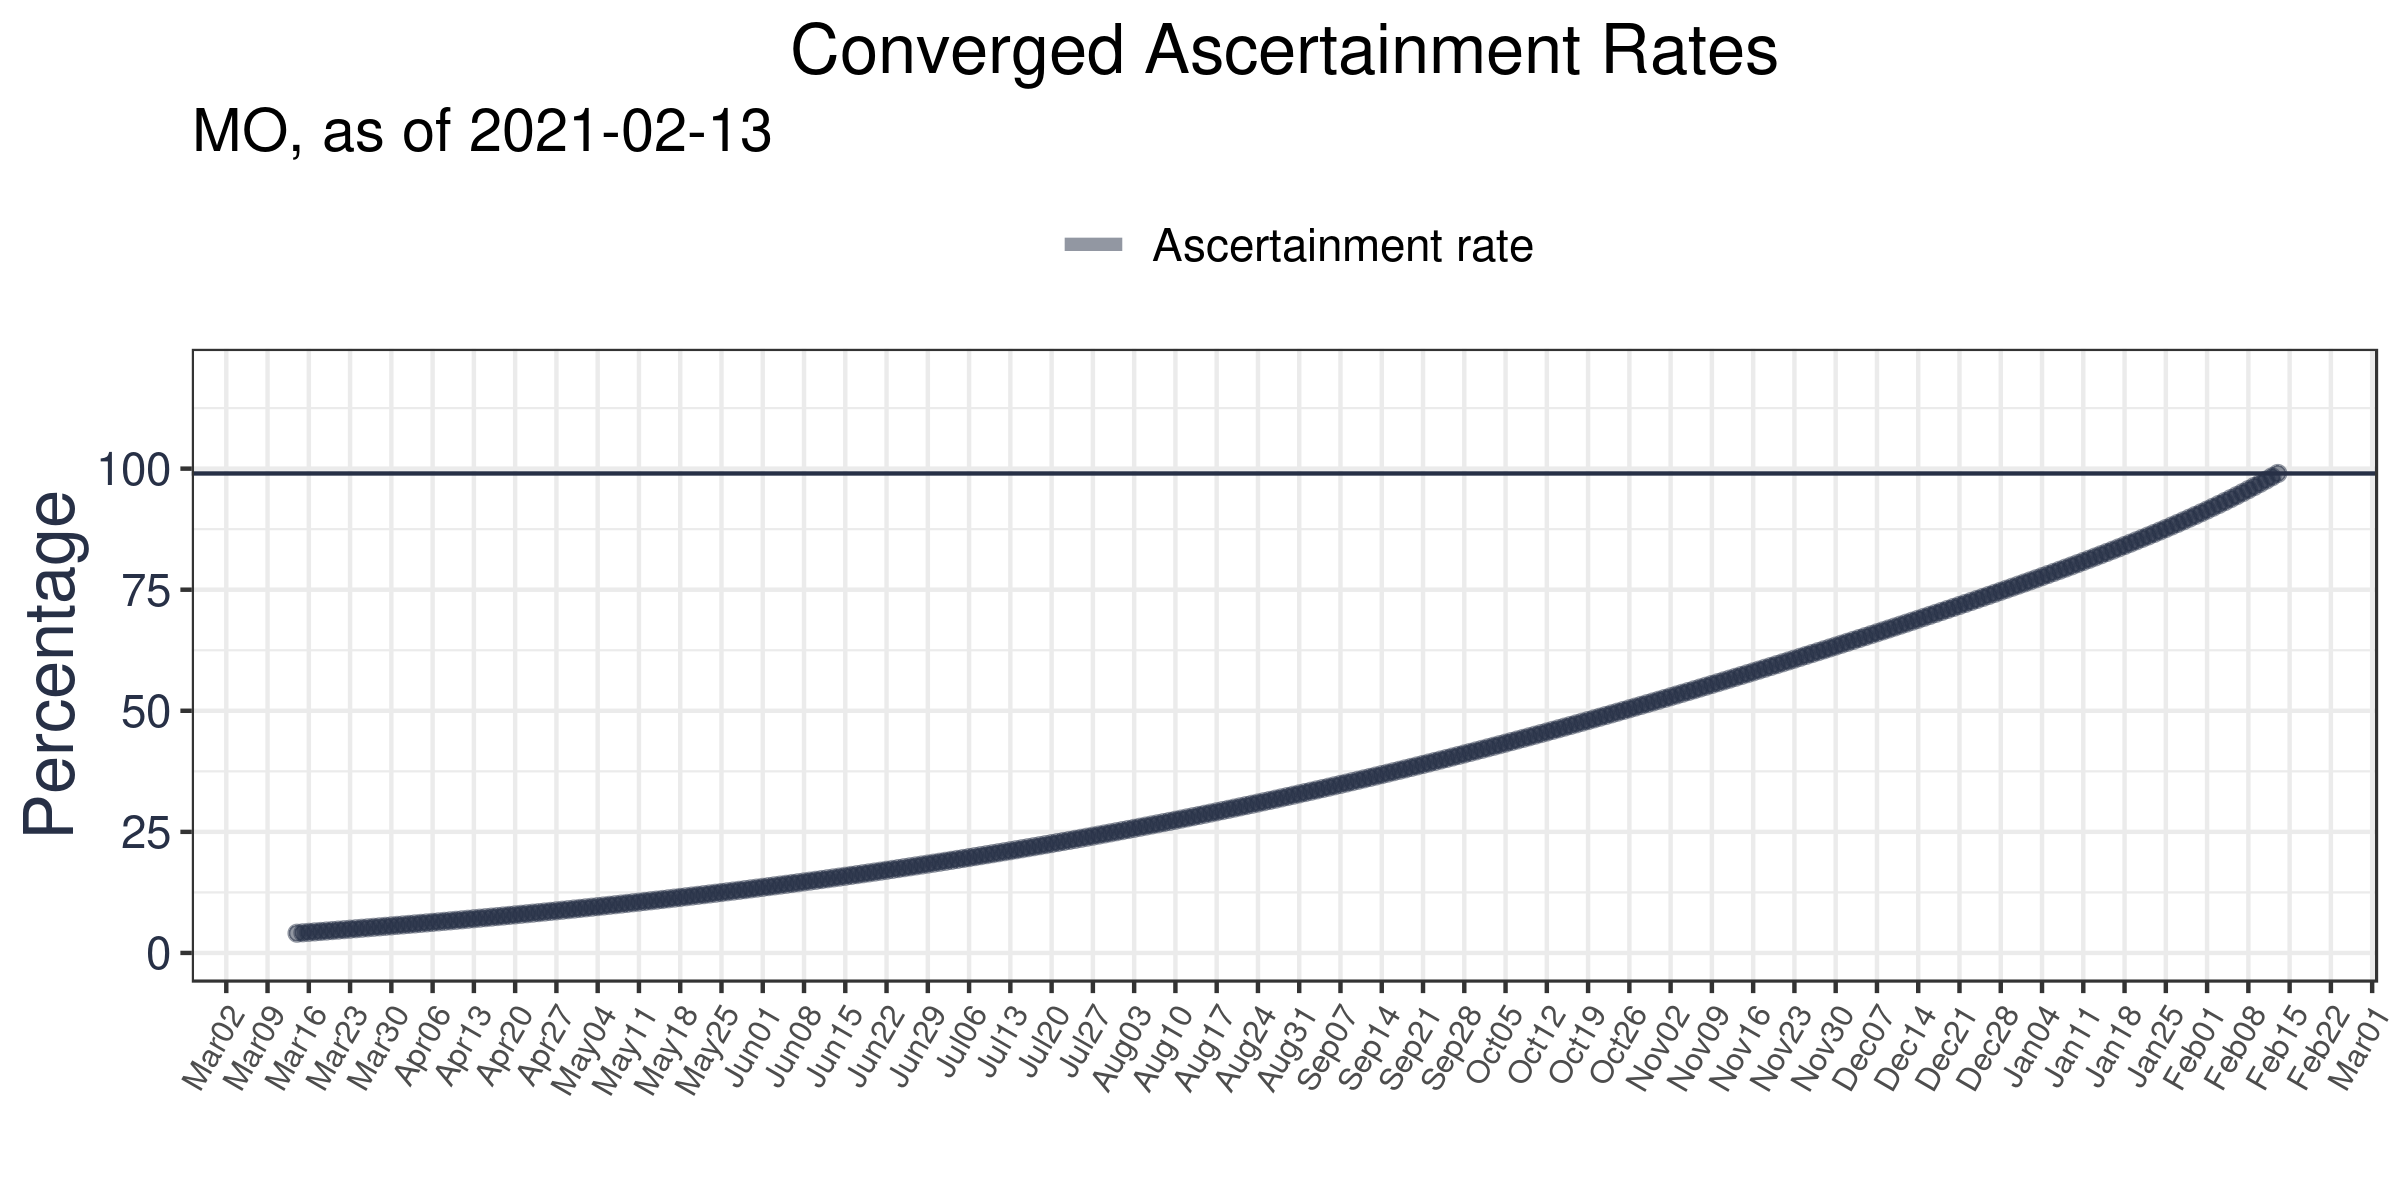 Converged Ascertainment Rates
MO, as of 2021-02-13
Ascertainment rate
Percentage
100
75
50
25
0
Mar02
Mar09
Mar16
Mar23
Mar30
Apr06
Apr13
Apr20
Apr27
May04
May11
May18
May25
Jun01
Jun08
Jun15
Jun22
Jun29
Jul06
Jul13
Jul20
Jul27
Aug03
Aug10
Aug17
Aug24
Aug31
Sep07
Sep14
Sep21
Sep28
Oct05
Oct12
Oct19
Oct26
Nov02
Nov09
Nov16
Nov23
Nov30
Dec07
Dec14
Dec21
Dec28
Jan04
Jan11
Jan18
Jan25
Feb01
Feb08
Feb15
Feb22
Mar01